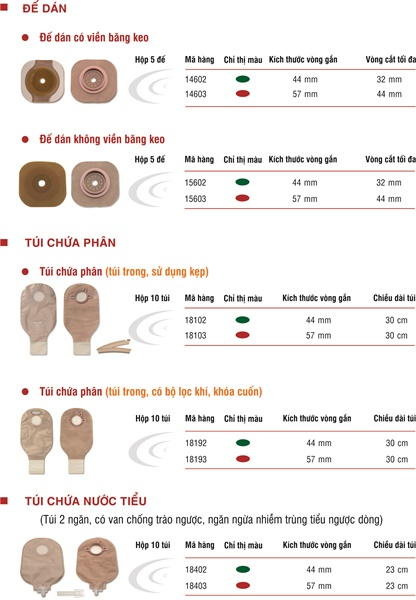 ĐẾ DÁN
Đế dán có viền băng keo
Hộp 5 đế Mã hàng Chỉ thị màu Kích thước vòng gắn Vòng cắt tối đa
14602 44 mm 32 mm
14603 57 mm 44 mm
Đế dán không viền băng keo
Hộp 5 đế Mã hàng Chỉ thị màu Kích thước vòng gắn Vòng cắt tối đa
15602 44 mm 32 mm
15603 57 mm 44 mm
TÚI CHỨA PHÂN
Túi chứa phân (túi trong, sử dụng kẹp)
Hộp 10 túi Mã hàng Chỉ thị màu Kích thước vòng gắn Chiều dài túi
18102 44 mm 30 cm
18103 57 mm 30 cm
Túi chứa phân (túi trong, có bộ lọc khí, khóa cuốn)
Hộp 10 túi Mã hàng Chỉ thị màu Kích thước vòng gắn Chiều dài túi
18192 44 mm 30 cm
18193 57 mm 30 cm
TÚI CHỨA NƯỚC TIỂU
(Túi 2 ngăn, có van chống trào ngược, ngăn ngừa nhiễm trùng tiểu ngược dòng)
Hộp 10 túi Mã hàng Chỉ thị màu Kích thước vòng gắn Chiều dài túi
18402 44 mm 23 cm
18403 57 mm 23 cm